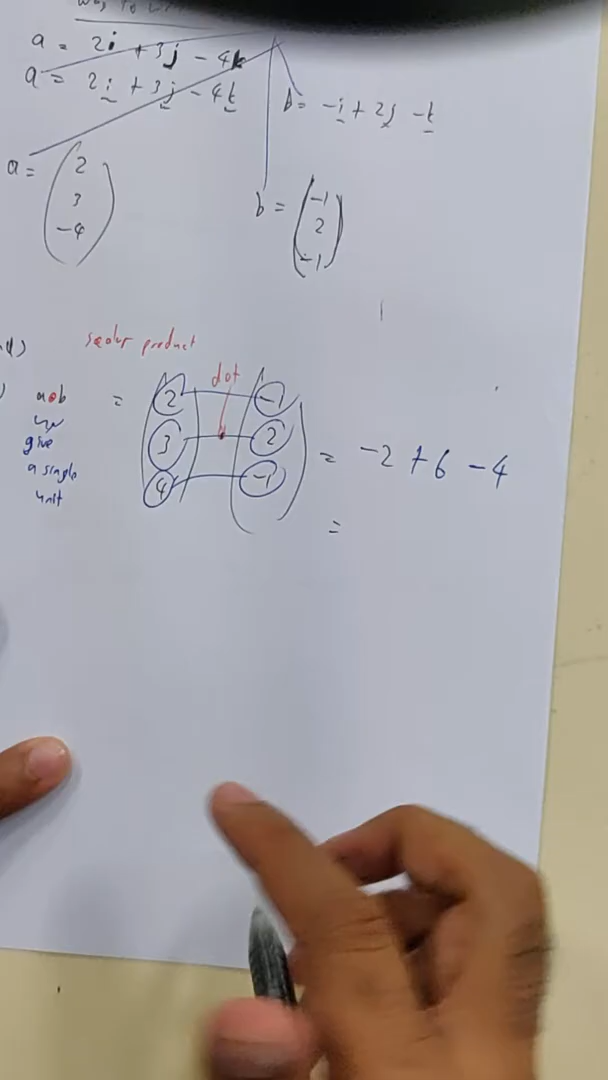 a = 2i + 3j - 4k
a = 2i + 3j - 4k
b = -i + 2j - k
a = (2 3 -4)
b = (-1 2 -1)
scalar product
dot
a•b = (2 3 4) (-1 2 -1) = -2 + 6 - 4
give
a single
unit
=